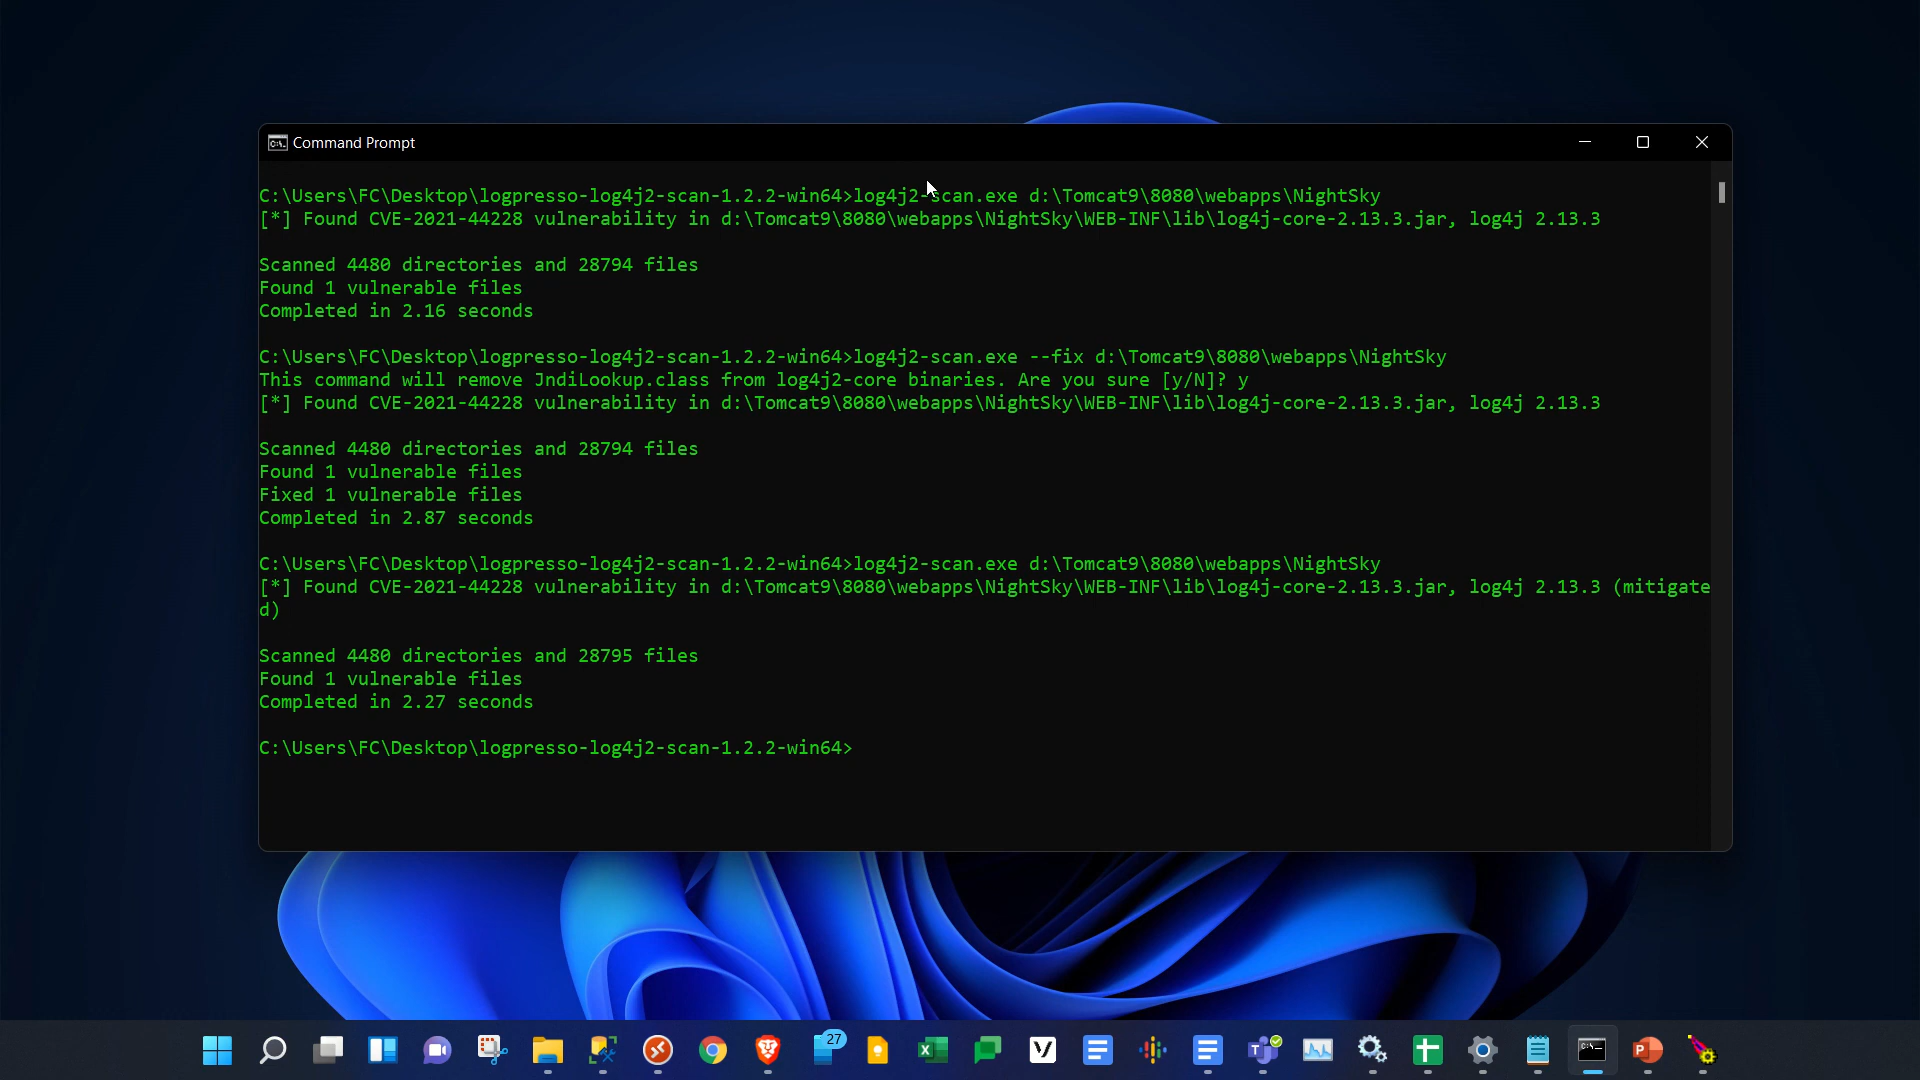 Command Prompt
C:\Users\FC\Desktop\logpresso-log4j2-scan-1.2.2-win64>log4j2-scan.exe d:\Tomcat9\8080\webapps\NightSky
[*] Found CVE-2021-44228 vulnerability in d:\Tomcat9\8080\webapps\NightSky\WEB-INF\lib\log4j-core-2.13.3.jar, log4j 2.13.3
Scanned 4480 directories and 28794 files
Found 1 vulnerable files
Completed in 2.16 seconds
C:\Users\FC\Desktop\logpresso-log4j2-scan-1.2.2-win64>log4j2-scan.exe --fix d:\Tomcat9\8080\webapps\NightSky
This command will remove JndiLookup.class from log4j2-core binaries. Are you sure [y/N]? y
[*] Found CVE-2021-44228 vulnerability in d:\Tomcat9\8080\webapps\NightSky\WEB-INF\lib\log4j-core-2.13.3.jar, log4j 2.13.3
Scanned 4480 directories and 28794 files
Found 1 vulnerable files
Fixed 1 vulnerable files
Completed in 2.87 seconds
C:\Users\FC\Desktop\logpresso-log4j2-scan-1.2.2-win64>log4j2-scan.exe d:\Tomcat9\8080\webapps\NightSky
[*] Found CVE-2021-44228 vulnerability in d:\Tomcat9\8080\webapps\NightSky\WEB-INF\lib\log4j-core-2.13.3.jar, log4j 2.13.3 (mitigate
d)
Scanned 4480 directories and 28795 files
Found 1 vulnerable files
Completed in 2.27 seconds
C:\Users\FC\Desktop\logpresso-log4j2-scan-1.2.2-win64>
27